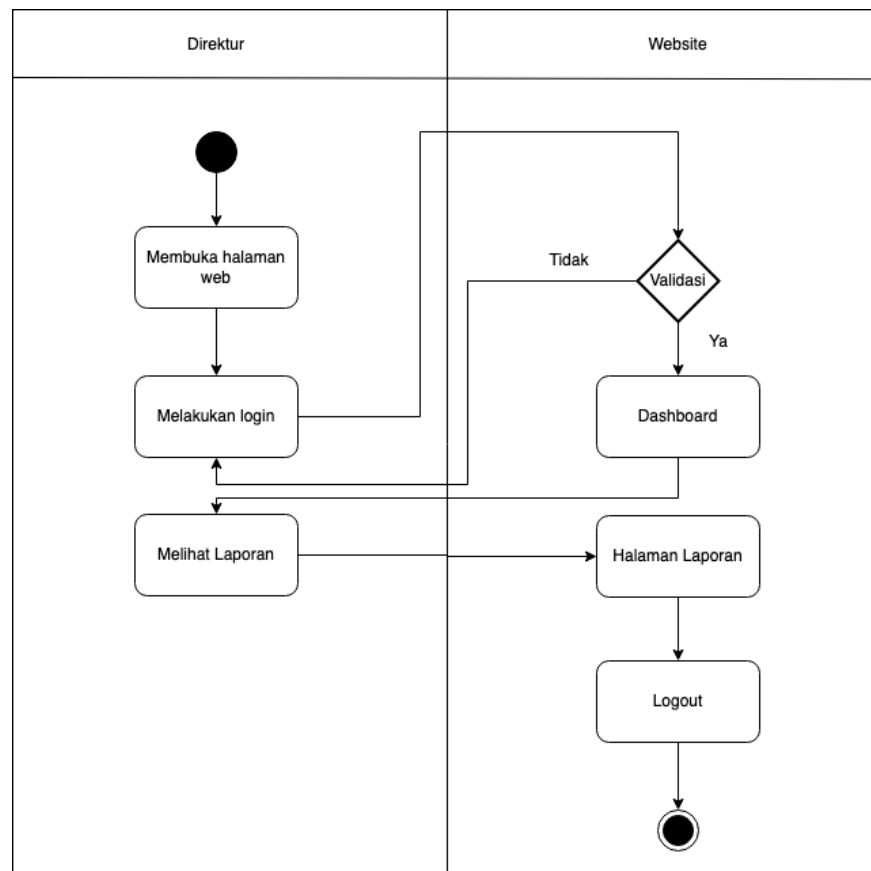 Direktur
Website
Membuka halaman
web
Tidak
Validasi
Ya
Melakukan login
Dashboard
Melihat Laporan
Halaman Laporan
Logout